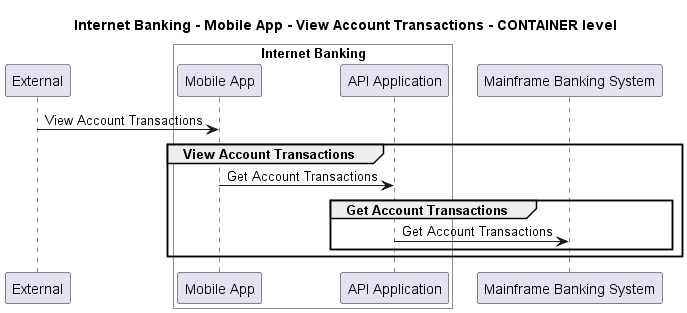 Internet Banking - Mobile App - View Account Transactions - CONTAINER level
Internet Banking
External
Mobile App
API Application
Mainframe Banking System
View Account Transactions
View Account Transactions
Get Account Transactions
Get Account Transactions
Get Account Transactions
External
Mobile App
API Application
Mainframe Banking System